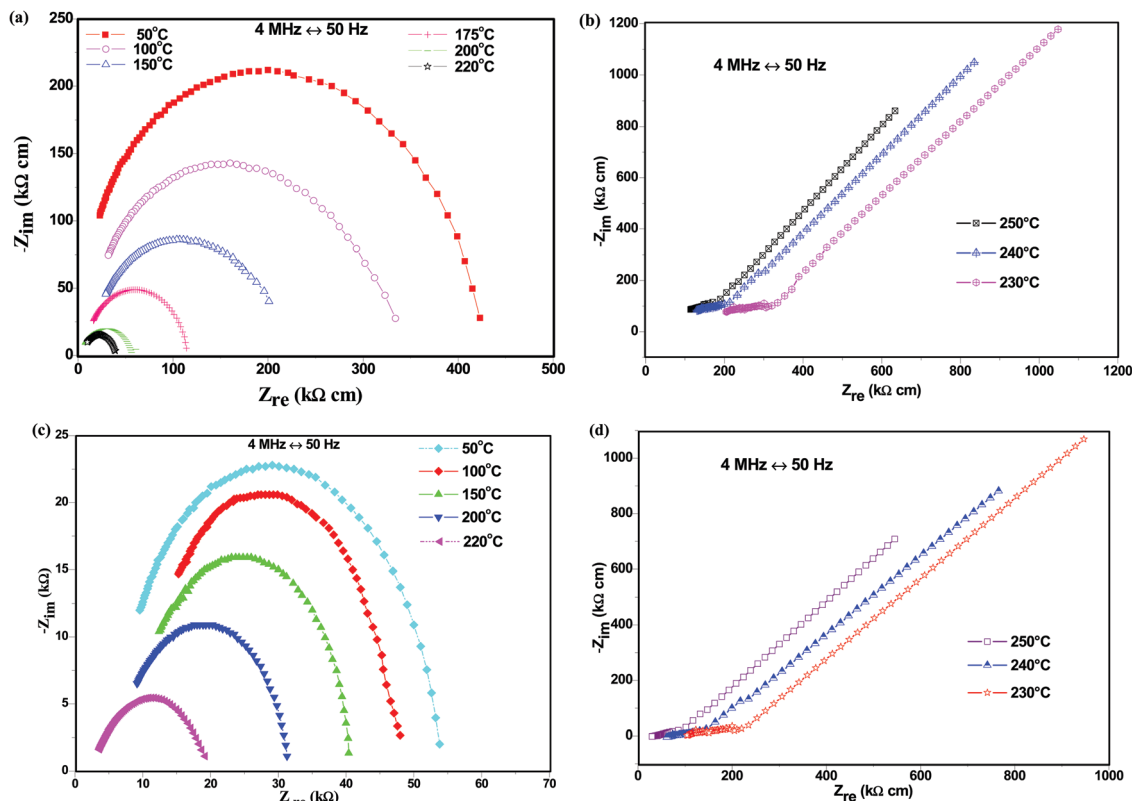 (a)
4 MHz ↔ 50 Hz
50°C
100°C
150°C
175°C
200°C
220°C
250
200
150
100
50
0
0 100 200 300 400 500
-Zim (kΩ cm)
Zre (kΩ cm)
(b)
4 MHz ↔ 50 Hz
250°C
240°C
230°C
1200
1000
800
600
400
200
0
0 200 400 600 800 1000 1200
-Zim (kΩ cm)
Zre (kΩ cm)
(c)
4 MHz ↔ 50 Hz
50°C
100°C
150°C
200°C
220°C
25
20
15
10
5
0
0 10 20 30 40 50 60 70
-Zim (kΩ)
(kΩ)
(d)
4 MHz ↔ 50 Hz
250°C
240°C
230°C
1000
800
600
400
200
0
0 200 400 600 800 1000
-Zim (kΩ cm)
Zre (kΩ cm)